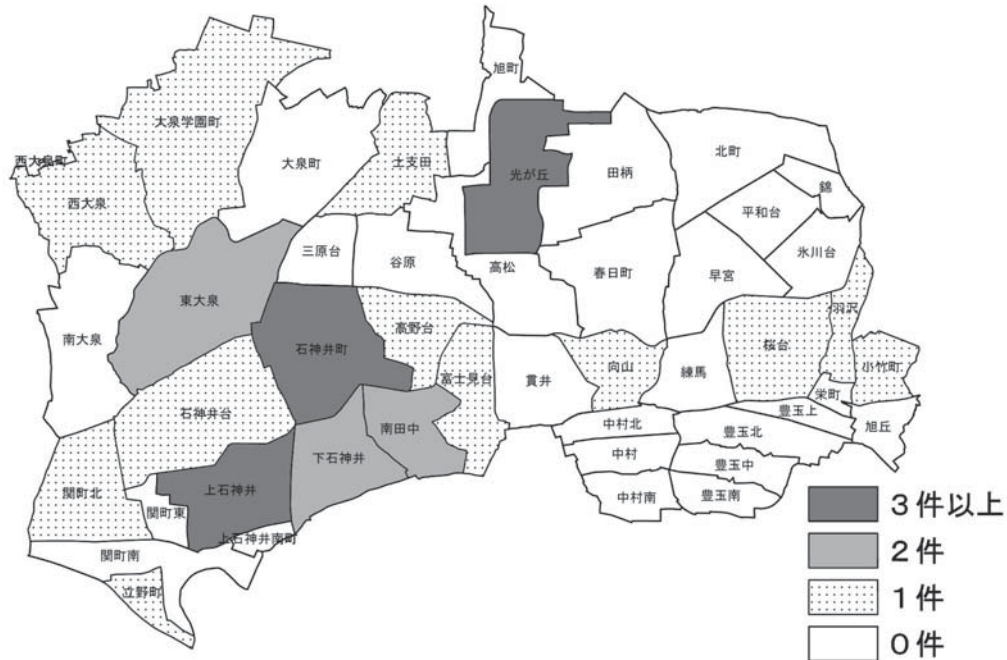 旭町
大泉学園町
大泉町
土支田
北町
西大泉町
光が丘
田柄
錦
西大泉
平和台
三原台
谷原
高松
春日町
早宮
氷川台
東大泉
羽沢
南大泉
石神井町
高野台
桜台
富士見台
貫井
向山
練馬
小竹町
石神井台
栄町
南田中
中村北
豊玉上
豊玉北
旭丘
下石神井
中村
豊玉中
上石神井
関町北
関町東
中村南
豊玉南
3件以上
上石神井南町
関町南
2件
立野町
1件
0件